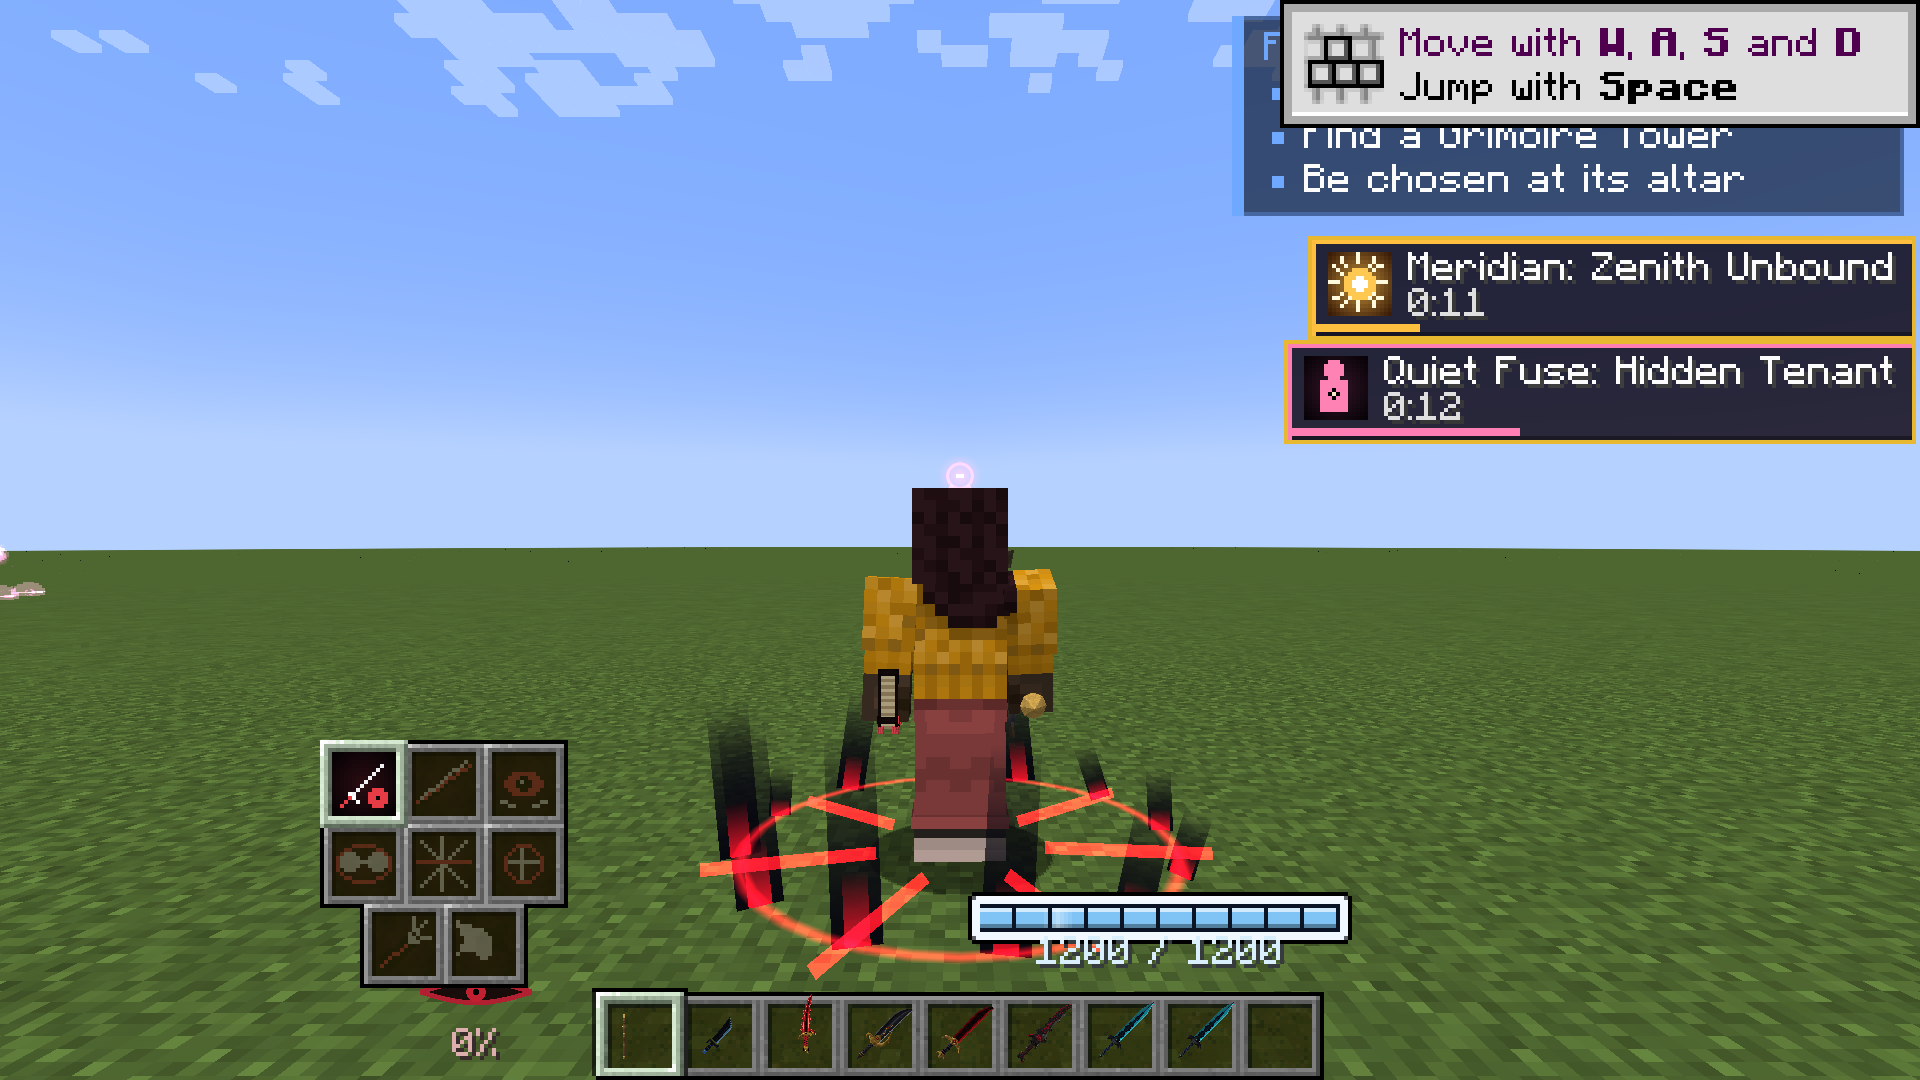 Move with W, A, S and D
Jump with Space
Find a Grimoire Tower
Be chosen at its altar
Meridian: Zenith Unbound
0:11
Quiet Fuse: Hidden Tenant
0:12
1200 / 1200
0%